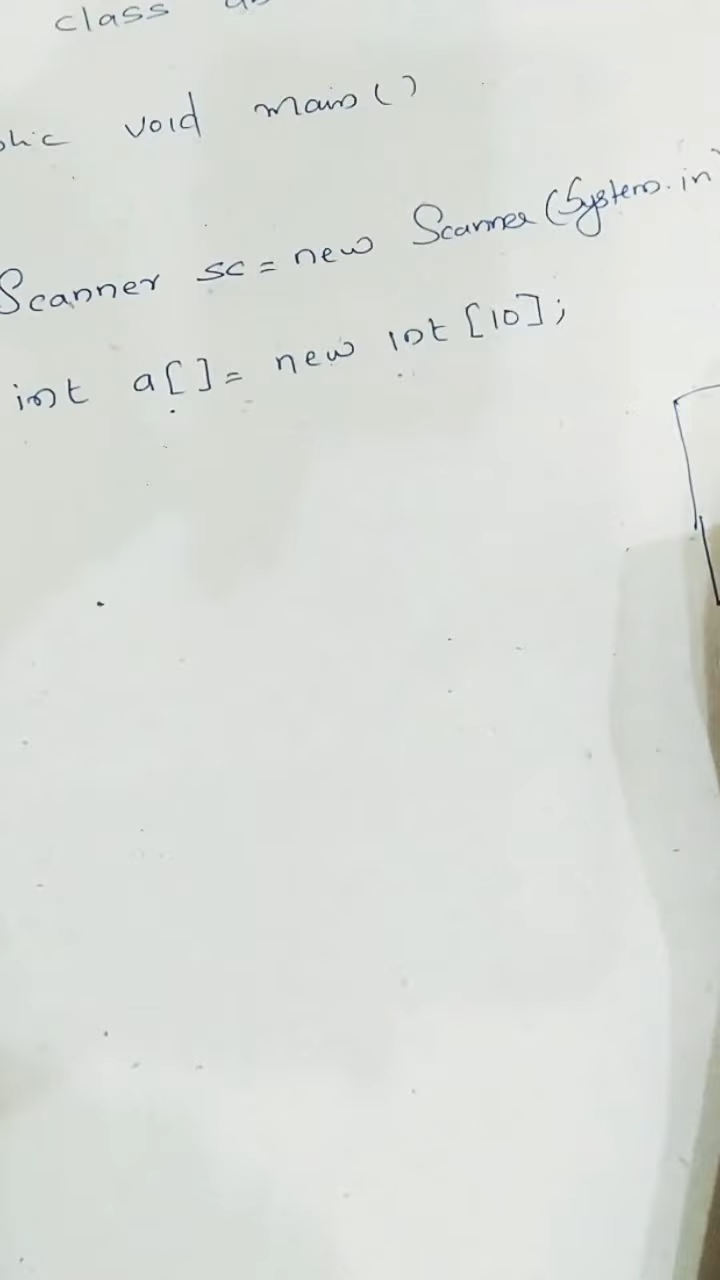 class
void main()
Scanner sc = new Scanner (System.in)
int a[] = new int [10];